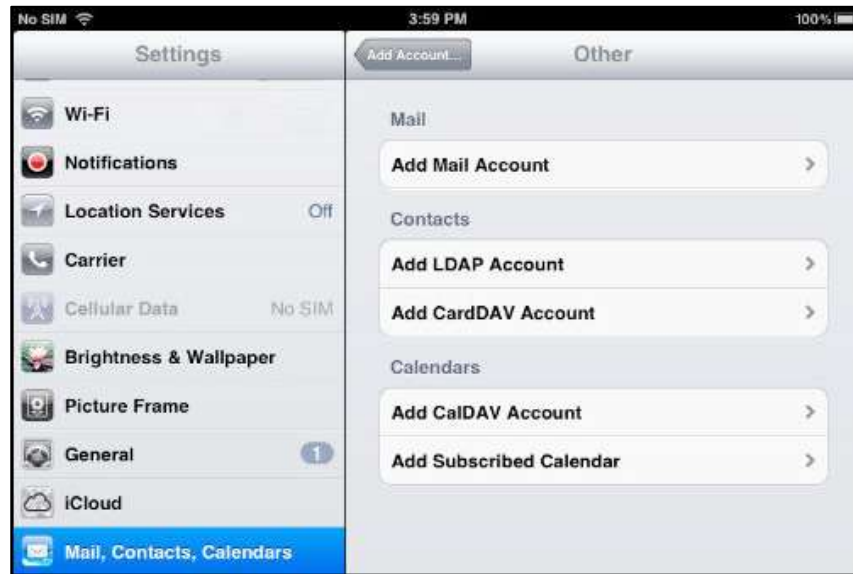 No SIM 3:59 PM 100%
Settings
Wi-Fi
Notifications
Location Services Off
Carrier
Cellular Data No SIM
Brightness & Wallpaper
Picture Frame
General 1
iCloud
Mail, Contacts, Calendars
Add Account... Other
Mail
Add Mail Account
Contacts
Add LDAP Account
Add CardDAV Account
Calendars
Add CalDAV Account
Add Subscribed Calendar